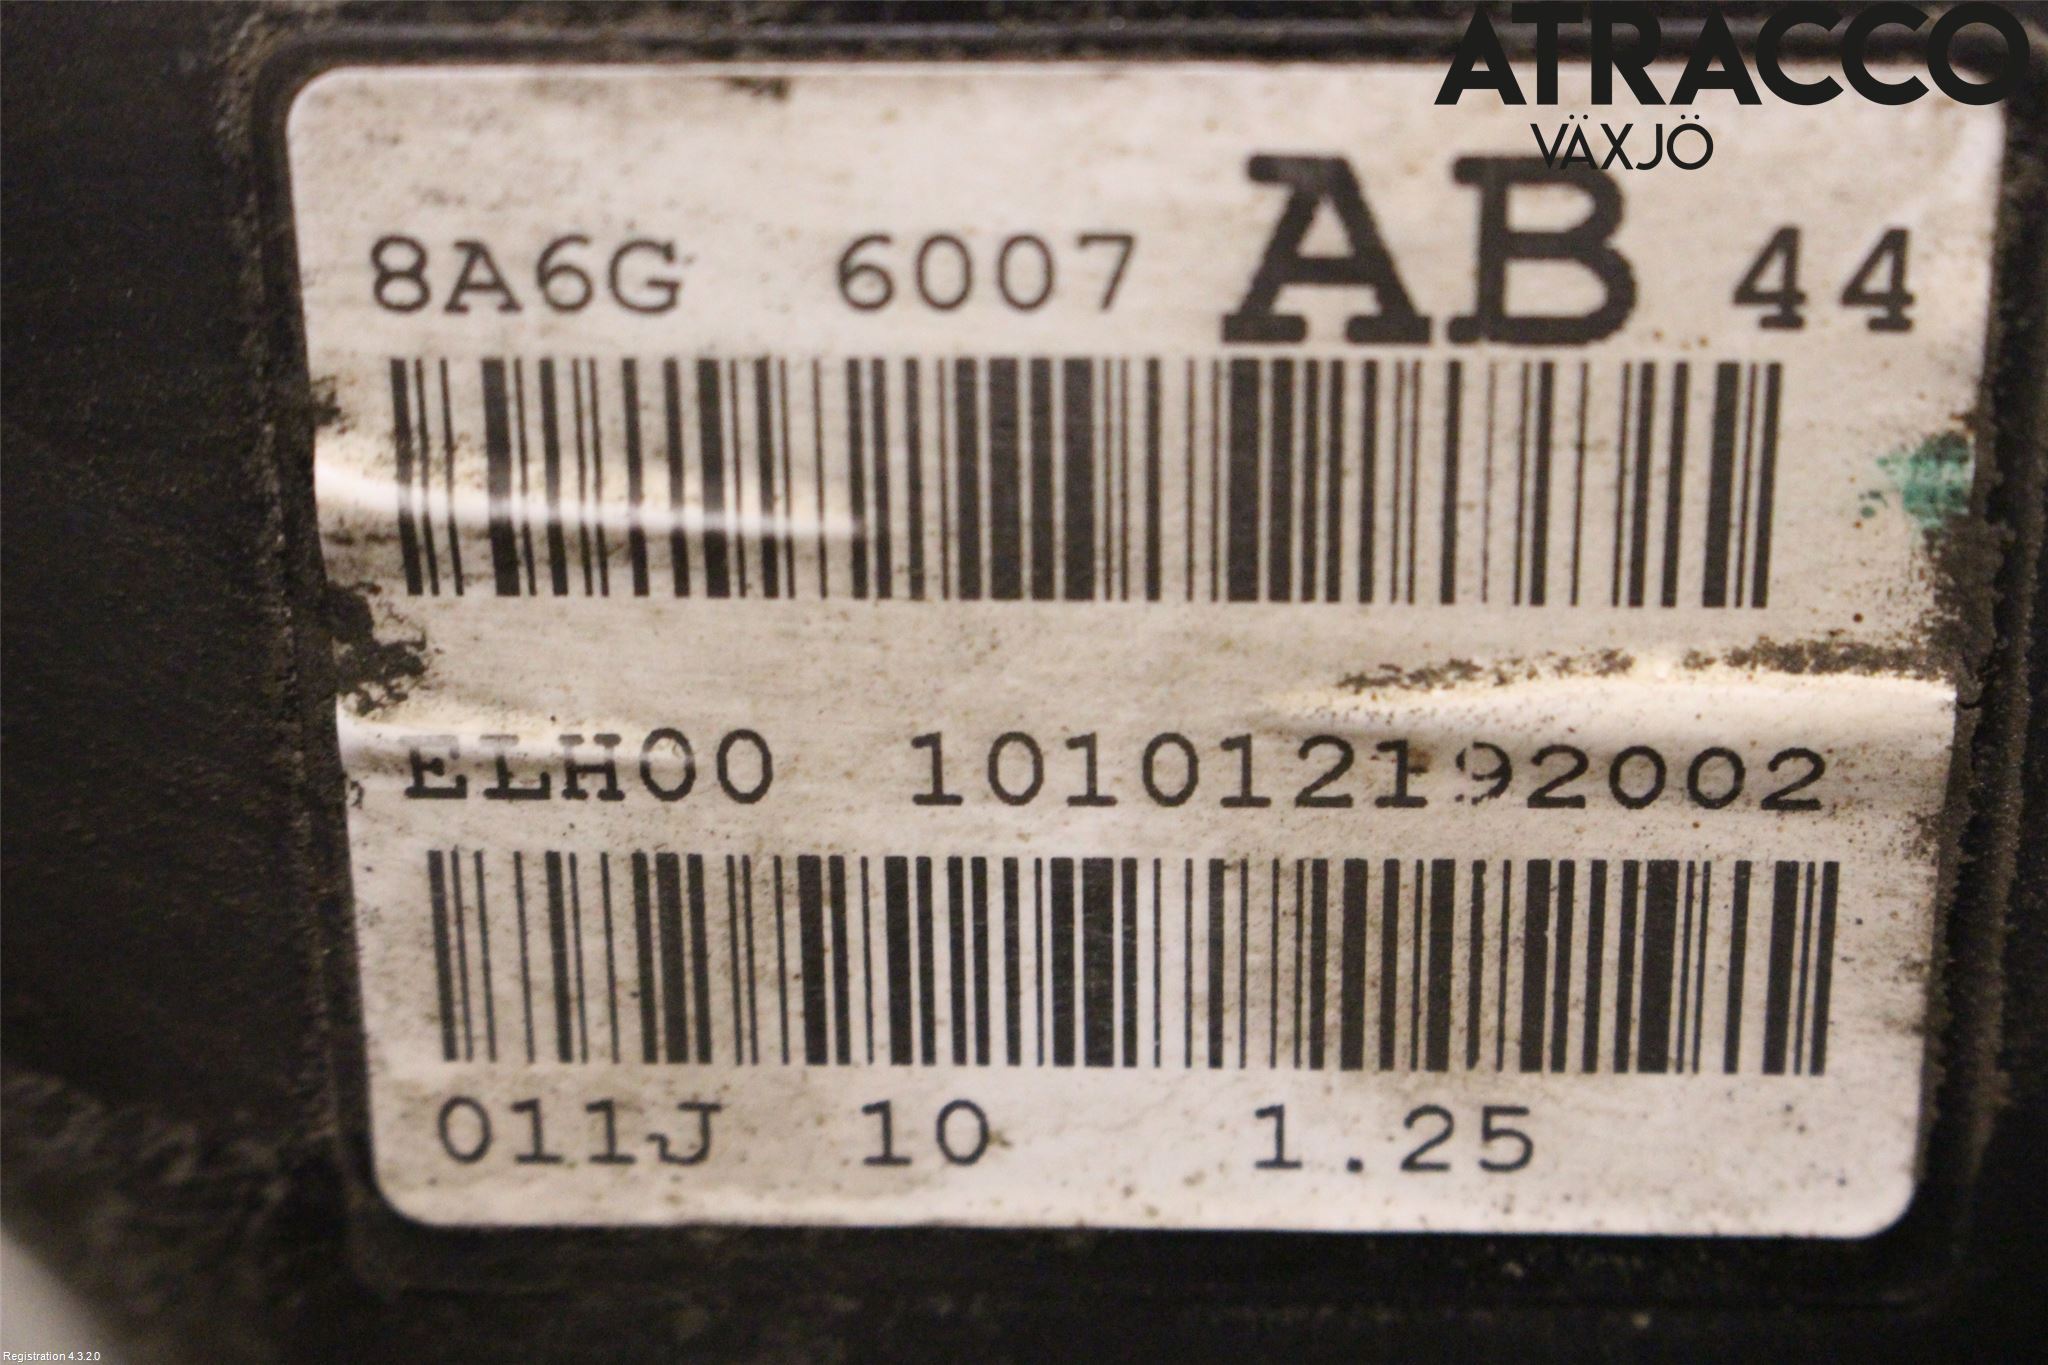 ATRACCO
VÄXJÖ
8A6G 6007 AB 44
ELH00 101012192002
011J 10 1.25
Registration 4.3.2.0